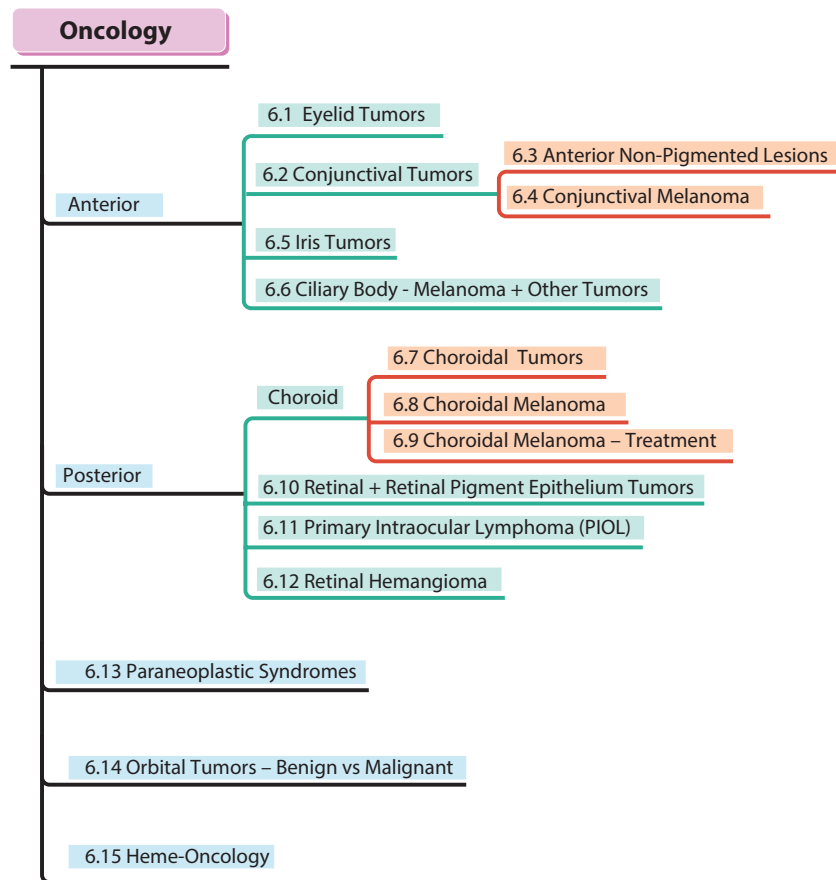 Oncology
Anterior
6.1 Eyelid Tumors
6.2 Conjunctival Tumors
6.3 Anterior Non-Pigmented Lesions
6.4 Conjunctival Melanoma
6.5 Iris Tumors
6.6 Ciliary Body - Melanoma + Other Tumors
Posterior
Choroid
6.7 Choroidal Tumors
6.8 Choroidal Melanoma
6.9 Choroidal Melanoma – Treatment
6.10 Retinal + Retinal Pigment Epithelium Tumors
6.11 Primary Intraocular Lymphoma (PIOL)
6.12 Retinal Hemangioma
6.13 Paraneoplastic Syndromes
6.14 Orbital Tumors – Benign vs Malignant
6.15 Heme-Oncology